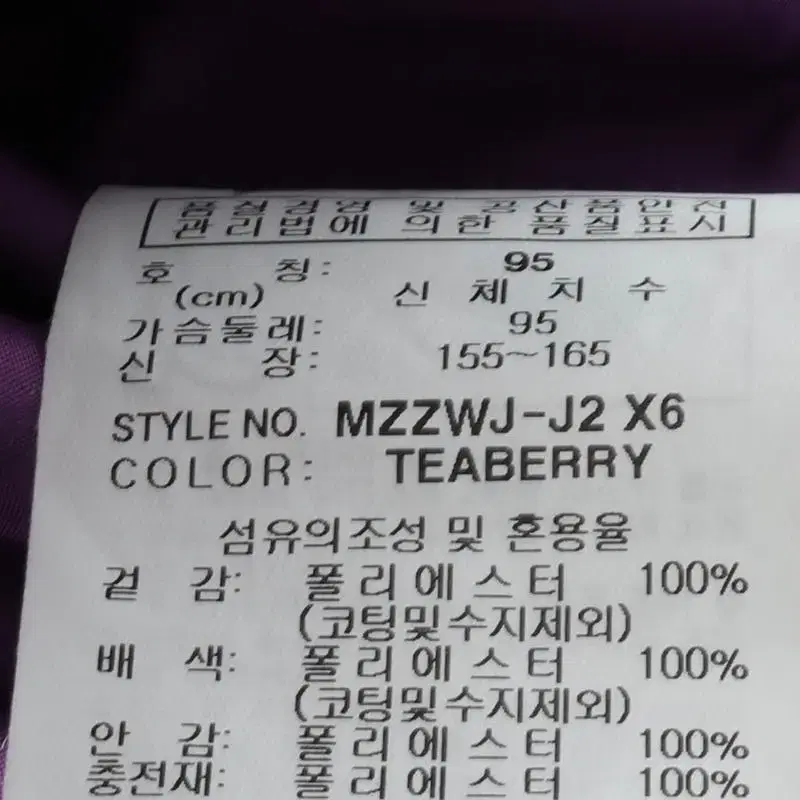 품질경영 및 공산품안전
관리법에 의한 품질표시
호 칭: 95
(cm) 신 체 치 수
가슴둘레: 95
신 장: 155~165
STYLE NO. MZZWJ-J2 X6
COLOR: TEABERRY
섬유의조성 및 혼용율
겉 감: 폴리에스터 100%
(코팅및수지제외)
배 색: 폴리에스터 100%
(코팅및수지제외)
안 감: 폴리에스터 100%
충전재: 폴리에스터 100%